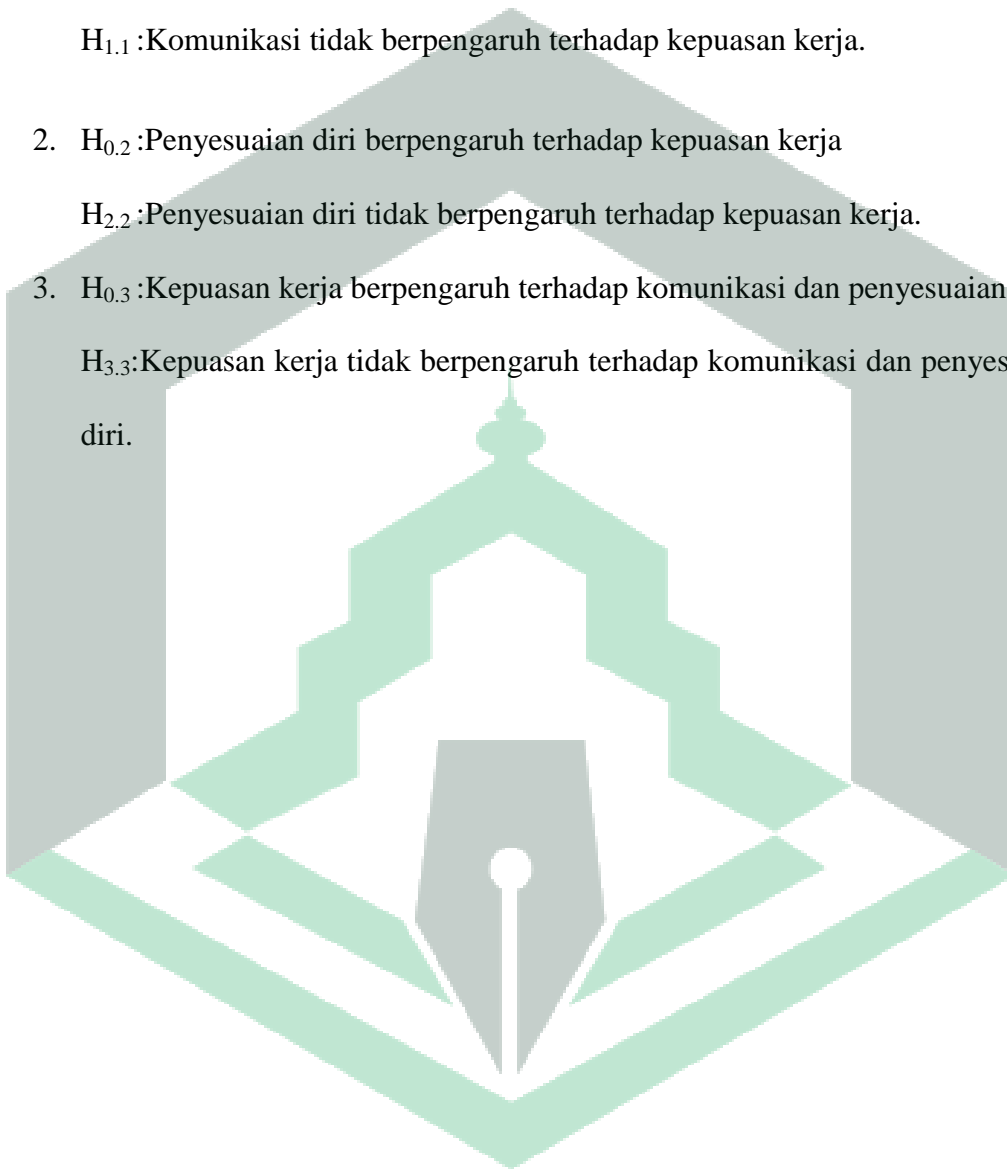 H1.1 :Komunikasi tidak berpengaruh terhadap kepuasan kerja.
2. H0.2 :Penyesuaian diri berpengaruh terhadap kepuasan kerja
H2.2 :Penyesuaian diri tidak berpengaruh terhadap kepuasan kerja.
3. H0.3 :Kepuasan kerja berpengaruh terhadap komunikasi dan penyesuaian
H3.3:Kepuasan kerja tidak berpengaruh terhadap komunikasi dan penyes
diri.